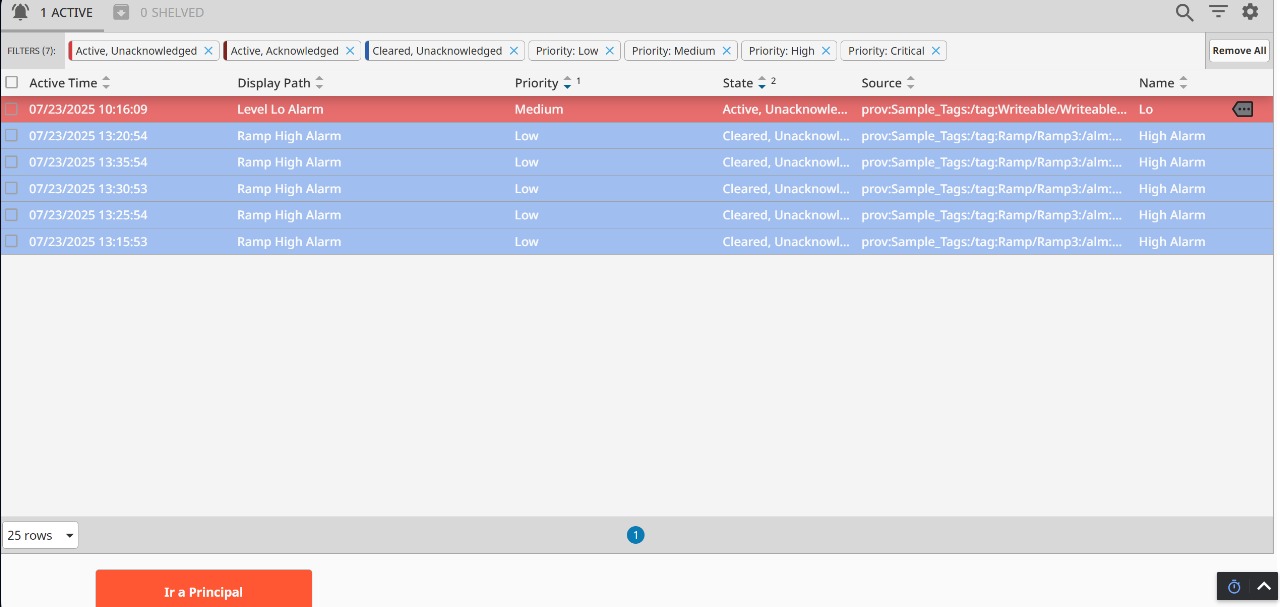 1 ACTIVE 0 SHELVED
FILTERS (7): Active, Unacknowledged Active, Acknowledged Cleared, Unacknowledged Priority: Low Priority: Medium Priority: High Priority: Critical Remove All
Active Time Display Path Priority 1 State 2 Source Name
07/23/2025 10:16:09 Level Lo Alarm Medium Active, Unacknowle... prov:Sample_Tags:/tag:Writeable/Writeable... Lo
07/23/2025 13:20:54 Ramp High Alarm Low Cleared, Unacknowl... prov:Sample_Tags:/tag:Ramp/Ramp3:/alm:... High Alarm
07/23/2025 13:35:54 Ramp High Alarm Low Cleared, Unacknowl... prov:Sample_Tags:/tag:Ramp/Ramp3:/alm:... High Alarm
07/23/2025 13:30:53 Ramp High Alarm Low Cleared, Unacknowl... prov:Sample_Tags:/tag:Ramp/Ramp3:/alm:... High Alarm
07/23/2025 13:25:54 Ramp High Alarm Low Cleared, Unacknowl... prov:Sample_Tags:/tag:Ramp/Ramp3:/alm:... High Alarm
07/23/2025 13:15:53 Ramp High Alarm Low Cleared, Unacknowl... prov:Sample_Tags:/tag:Ramp/Ramp3:/alm:... High Alarm
25 rows 1
Ir a Principal